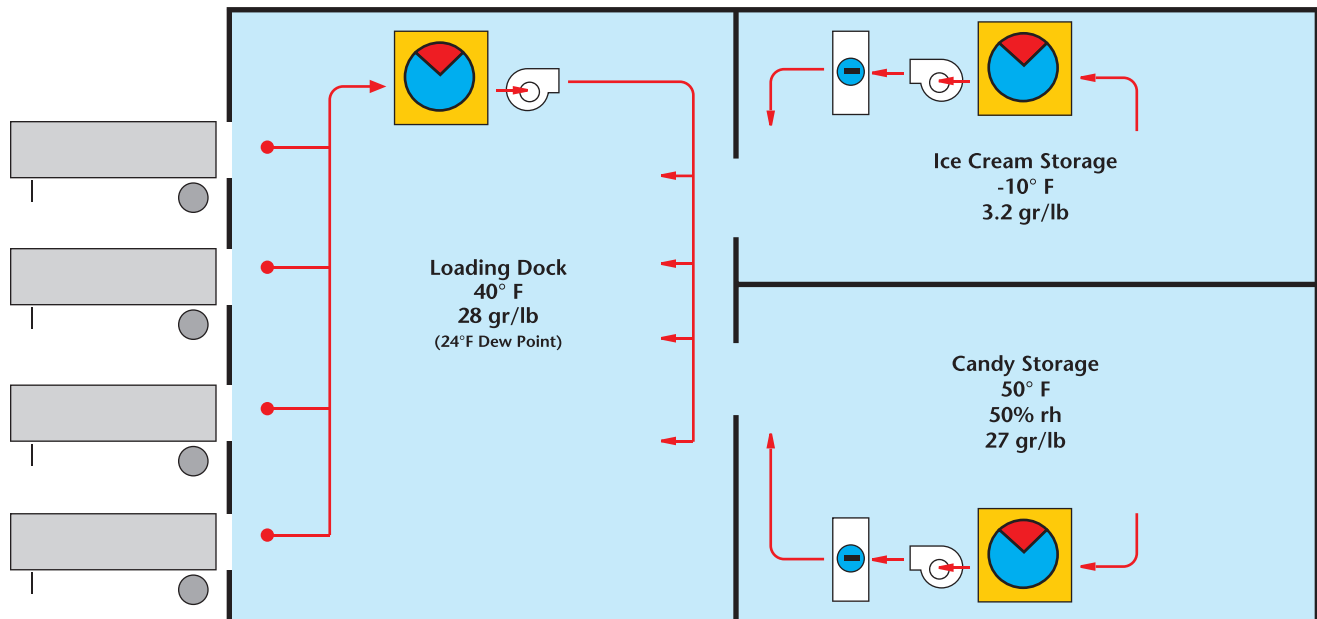 Ice Cream Storage
-10° F
3.2 gr/lb
Loading Dock
40° F
28 gr/lb
(24°F Dew Point)
Candy Storage
50° F
50% rh
27 gr/lb